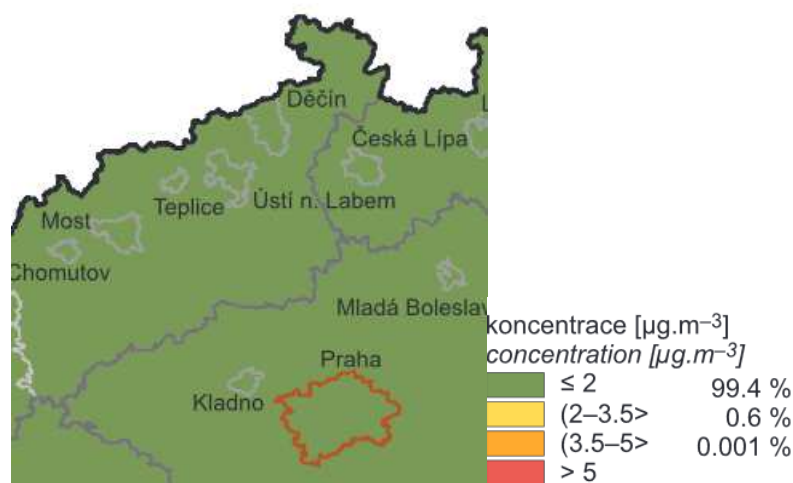 Děčín
Česká Lípa
Teplice
Ústí n. Labem
Most
Chomutov
Mladá Boleslav
Praha
Kladno
koncentrace [µg.m⁻³]
concentration [µg.m⁻³]
≤ 2 99.4 %
(2–3.5> 0.6 %
(3.5–5> 0.001 %
> 5